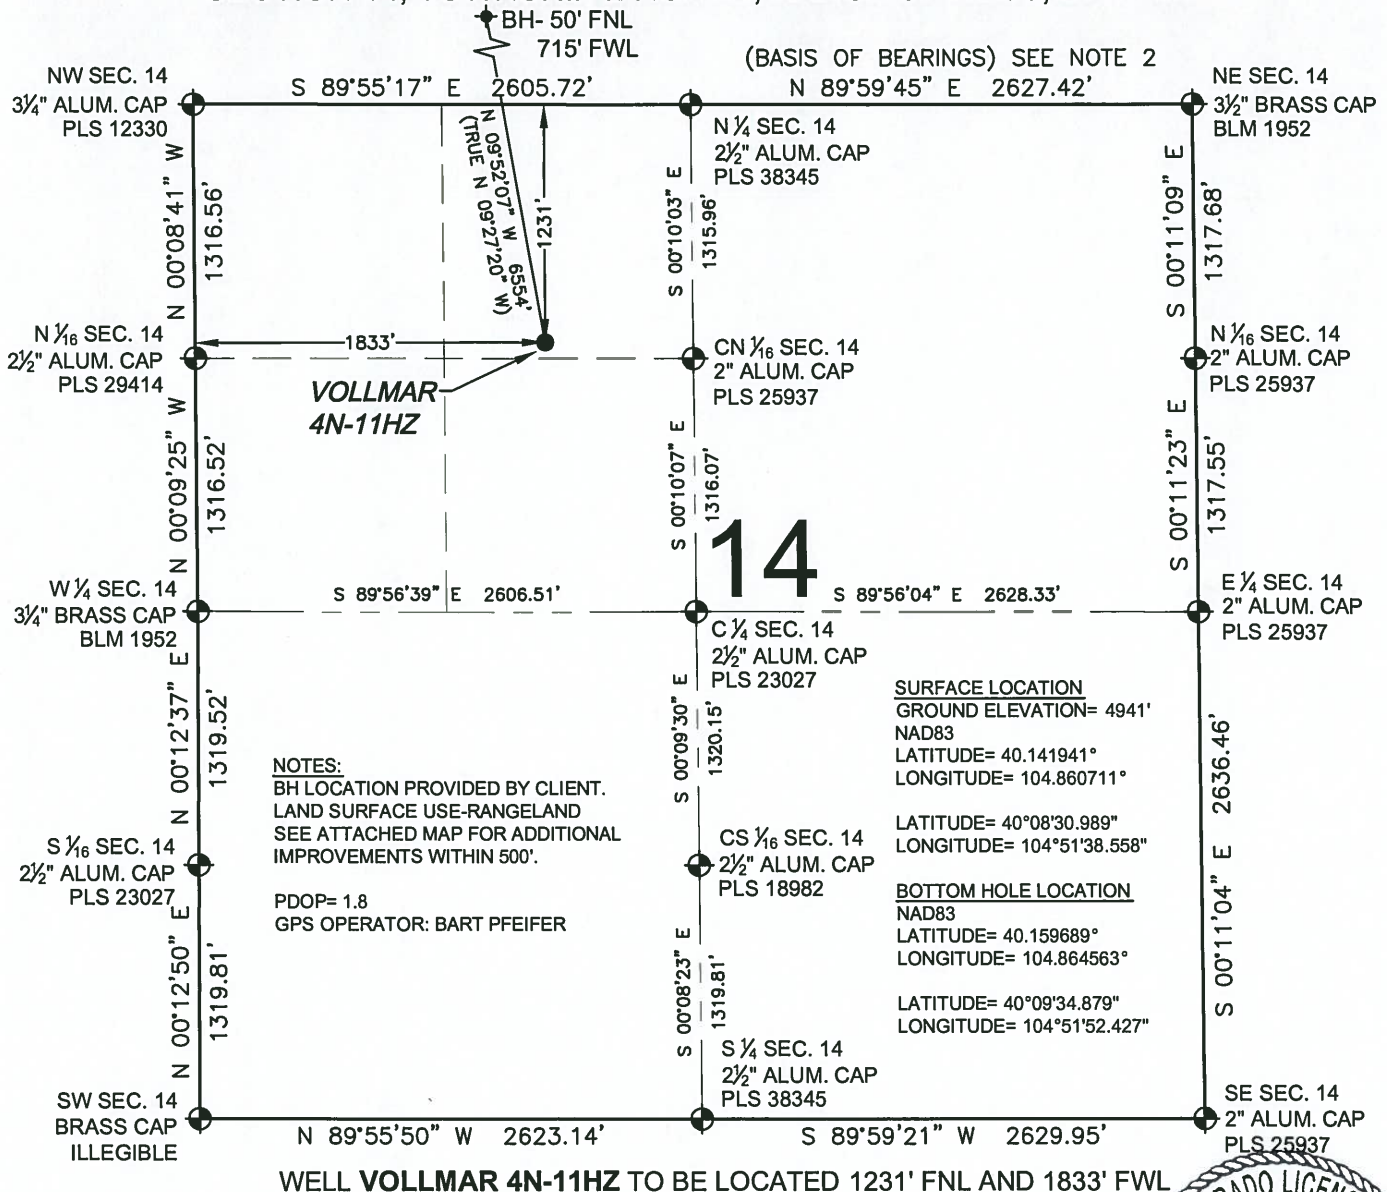 BH- 50' FNL
715' FWL
(BASIS OF BEARINGS) SEE NOTE 2
NW SEC. 14
3¼" ALUM. CAP
PLS 12330
S 89°55'17" E 2605.72'
N 89°59'45" E 2627.42'
NE SEC. 14
3½" BRASS CAP
BLM 1952
N ¼ SEC. 14
2½" ALUM. CAP
PLS 38345
N 00°08'41" W
1316.56'
N 09°52'07" W 6554'
(TRUE N 09°27'20" W)
1231'
S 00°10'03" E
1315.96'
S 00°11'09" E
1317.68'
N 1/16 SEC. 14
2½" ALUM. CAP
PLS 29414
1833'
VOLLMAR
4N-11HZ
CN 1/16 SEC. 14
2" ALUM. CAP
PLS 25937
N 1/16 SEC. 14
2" ALUM. CAP
PLS 25937
N 00°09'25" W
1316.52'
S 00°10'07" E
1316.07'
S 00°11'23" E
1317.55'
14
W ¼ SEC. 14
3¼" BRASS CAP
BLM 1952
S 89°56'39" E 2606.51'
S 89°56'04" E 2628.33'
E ¼ SEC. 14
2" ALUM. CAP
PLS 25937
C ¼ SEC. 14
2½" ALUM. CAP
PLS 23027
N 00°12'37" E
1319.52'
S 00°09'30" E
1320.15'
S 00°11'04" E 2636.46'
NOTES:
BH LOCATION PROVIDED BY CLIENT.
LAND SURFACE USE-RANGELAND
SEE ATTACHED MAP FOR ADDITIONAL
IMPROVEMENTS WITHIN 500'.
PDOP= 1.8
GPS OPERATOR: BART PFEIFER
SURFACE LOCATION
GROUND ELEVATION= 4941'
NAD83
LATITUDE= 40.141941°
LONGITUDE= 104.860711°
LATITUDE= 40°08'30.989"
LONGITUDE= 104°51'38.558"
BOTTOM HOLE LOCATION
NAD83
LATITUDE= 40.159689°
LONGITUDE= 104.864563°
LATITUDE= 40°09'34.879"
LONGITUDE= 104°51'52.427"
S 1/16 SEC. 14
2½" ALUM. CAP
PLS 23027
CS 1/16 SEC. 14
2½" ALUM. CAP
PLS 18982
N 00°12'50" E
1319.81'
S 00°08'23" E
1319.81'
S ¼ SEC. 14
2½" ALUM. CAP
PLS 38345
SW SEC. 14
BRASS CAP
ILLEGIBLE
N 89°55'50" W 2623.14'
S 89°59'21" W 2629.95'
SE SEC. 14
2" ALUM. CAP
PLS 25937
WELL VOLLMAR 4N-11HZ TO BE LOCATED 1231' FNL AND 1833' FWL